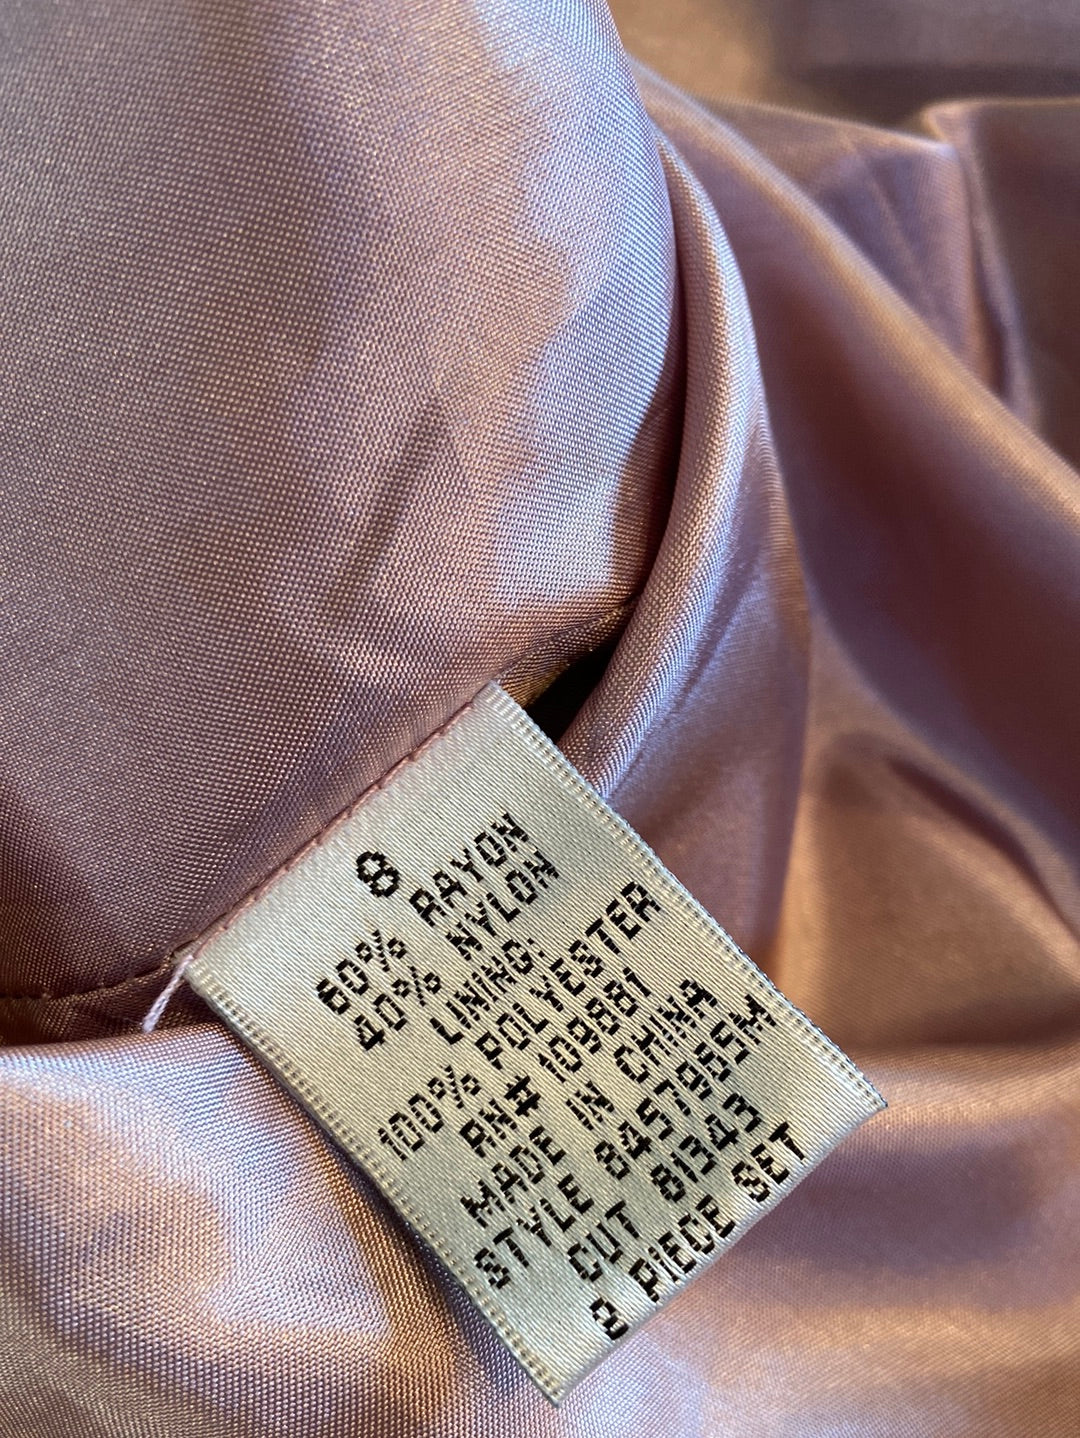 8
60% RAYON
40% NYLON
LINING:
100% POLYESTER
RN# 109881
MADE IN CHINA
STYLE 8457985SM
CUT 81343
2 PIECE SET